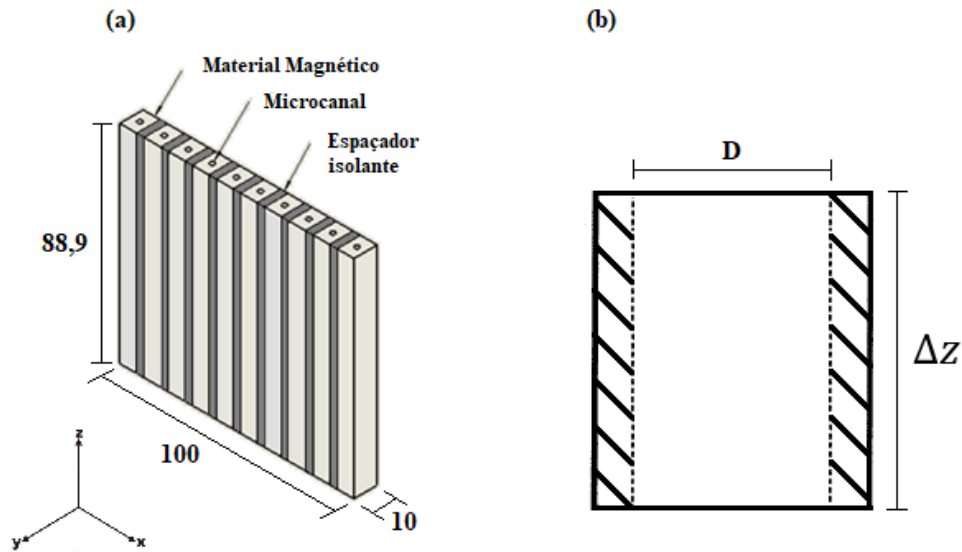 (a)
Material Magnético
Microcanal
Espaçador
isolante
88,9
100
10
z
y
x
(b)
D
Δz